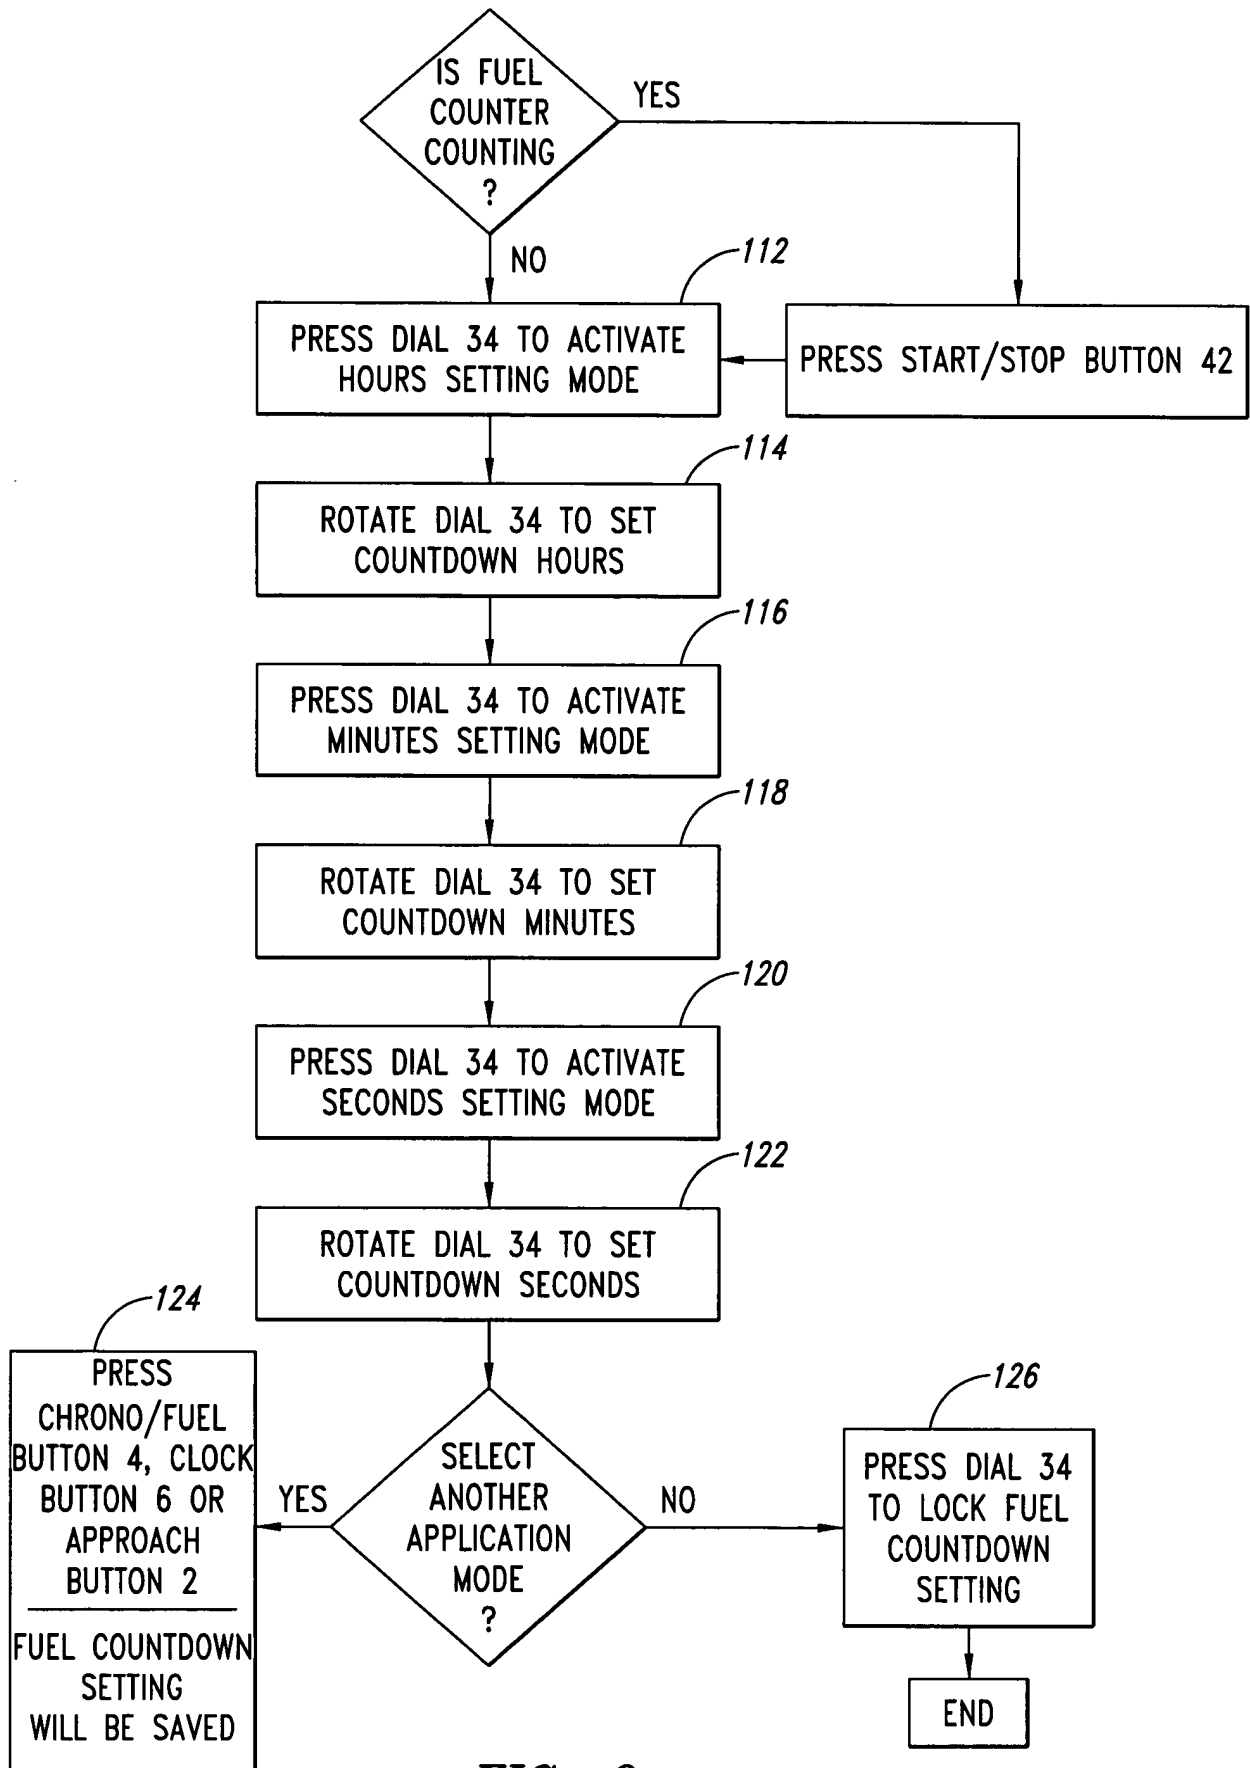 IS FUEL
COUNTER
COUNTING
?
YES
NO
112
PRESS DIAL 34 TO ACTIVATE
HOURS SETTING MODE
PRESS START/STOP BUTTON 42
114
ROTATE DIAL 34 TO SET
COUNTDOWN HOURS
116
PRESS DIAL 34 TO ACTIVATE
MINUTES SETTING MODE
118
ROTATE DIAL 34 TO SET
COUNTDOWN MINUTES
120
PRESS DIAL 34 TO ACTIVATE
SECONDS SETTING MODE
122
ROTATE DIAL 34 TO SET
COUNTDOWN SECONDS
124
PRESS
CHRONO/FUEL
BUTTON 4, CLOCK
BUTTON 6 OR
APPROACH
BUTTON 2
FUEL COUNTDOWN
SETTING
WILL BE SAVED
YES
SELECT
ANOTHER
APPLICATION
MODE
?
NO
126
PRESS DIAL 34
TO LOCK FUEL
COUNTDOWN
SETTING
END